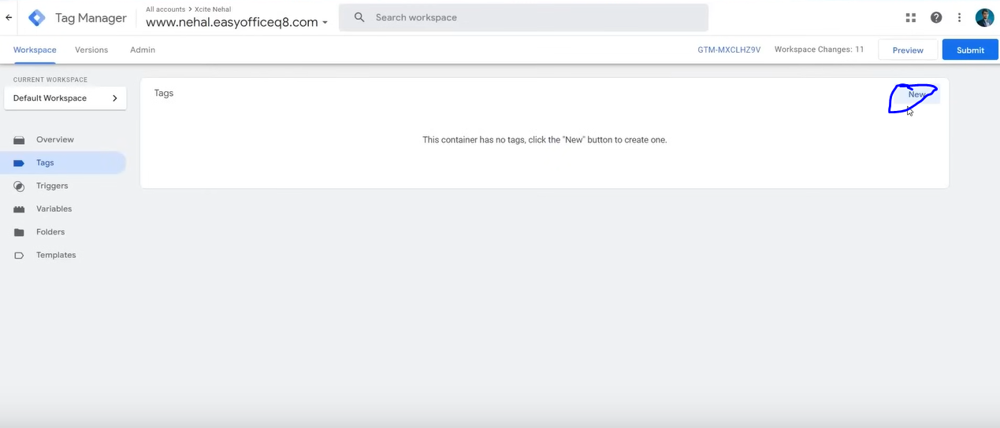 Tag Manager
All accounts > Xcite Nehal
www.nehal.easyofficeq8.com
Search workspace
Workspace
Versions
Admin
GTM-MXCLHZ9V
Workspace Changes: 11
Preview
Submit
CURRENT WORKSPACE
Default Workspace
Overview
Tags
Triggers
Variables
Folders
Templates
Tags
New
This container has no tags, click the "New" button to create one.